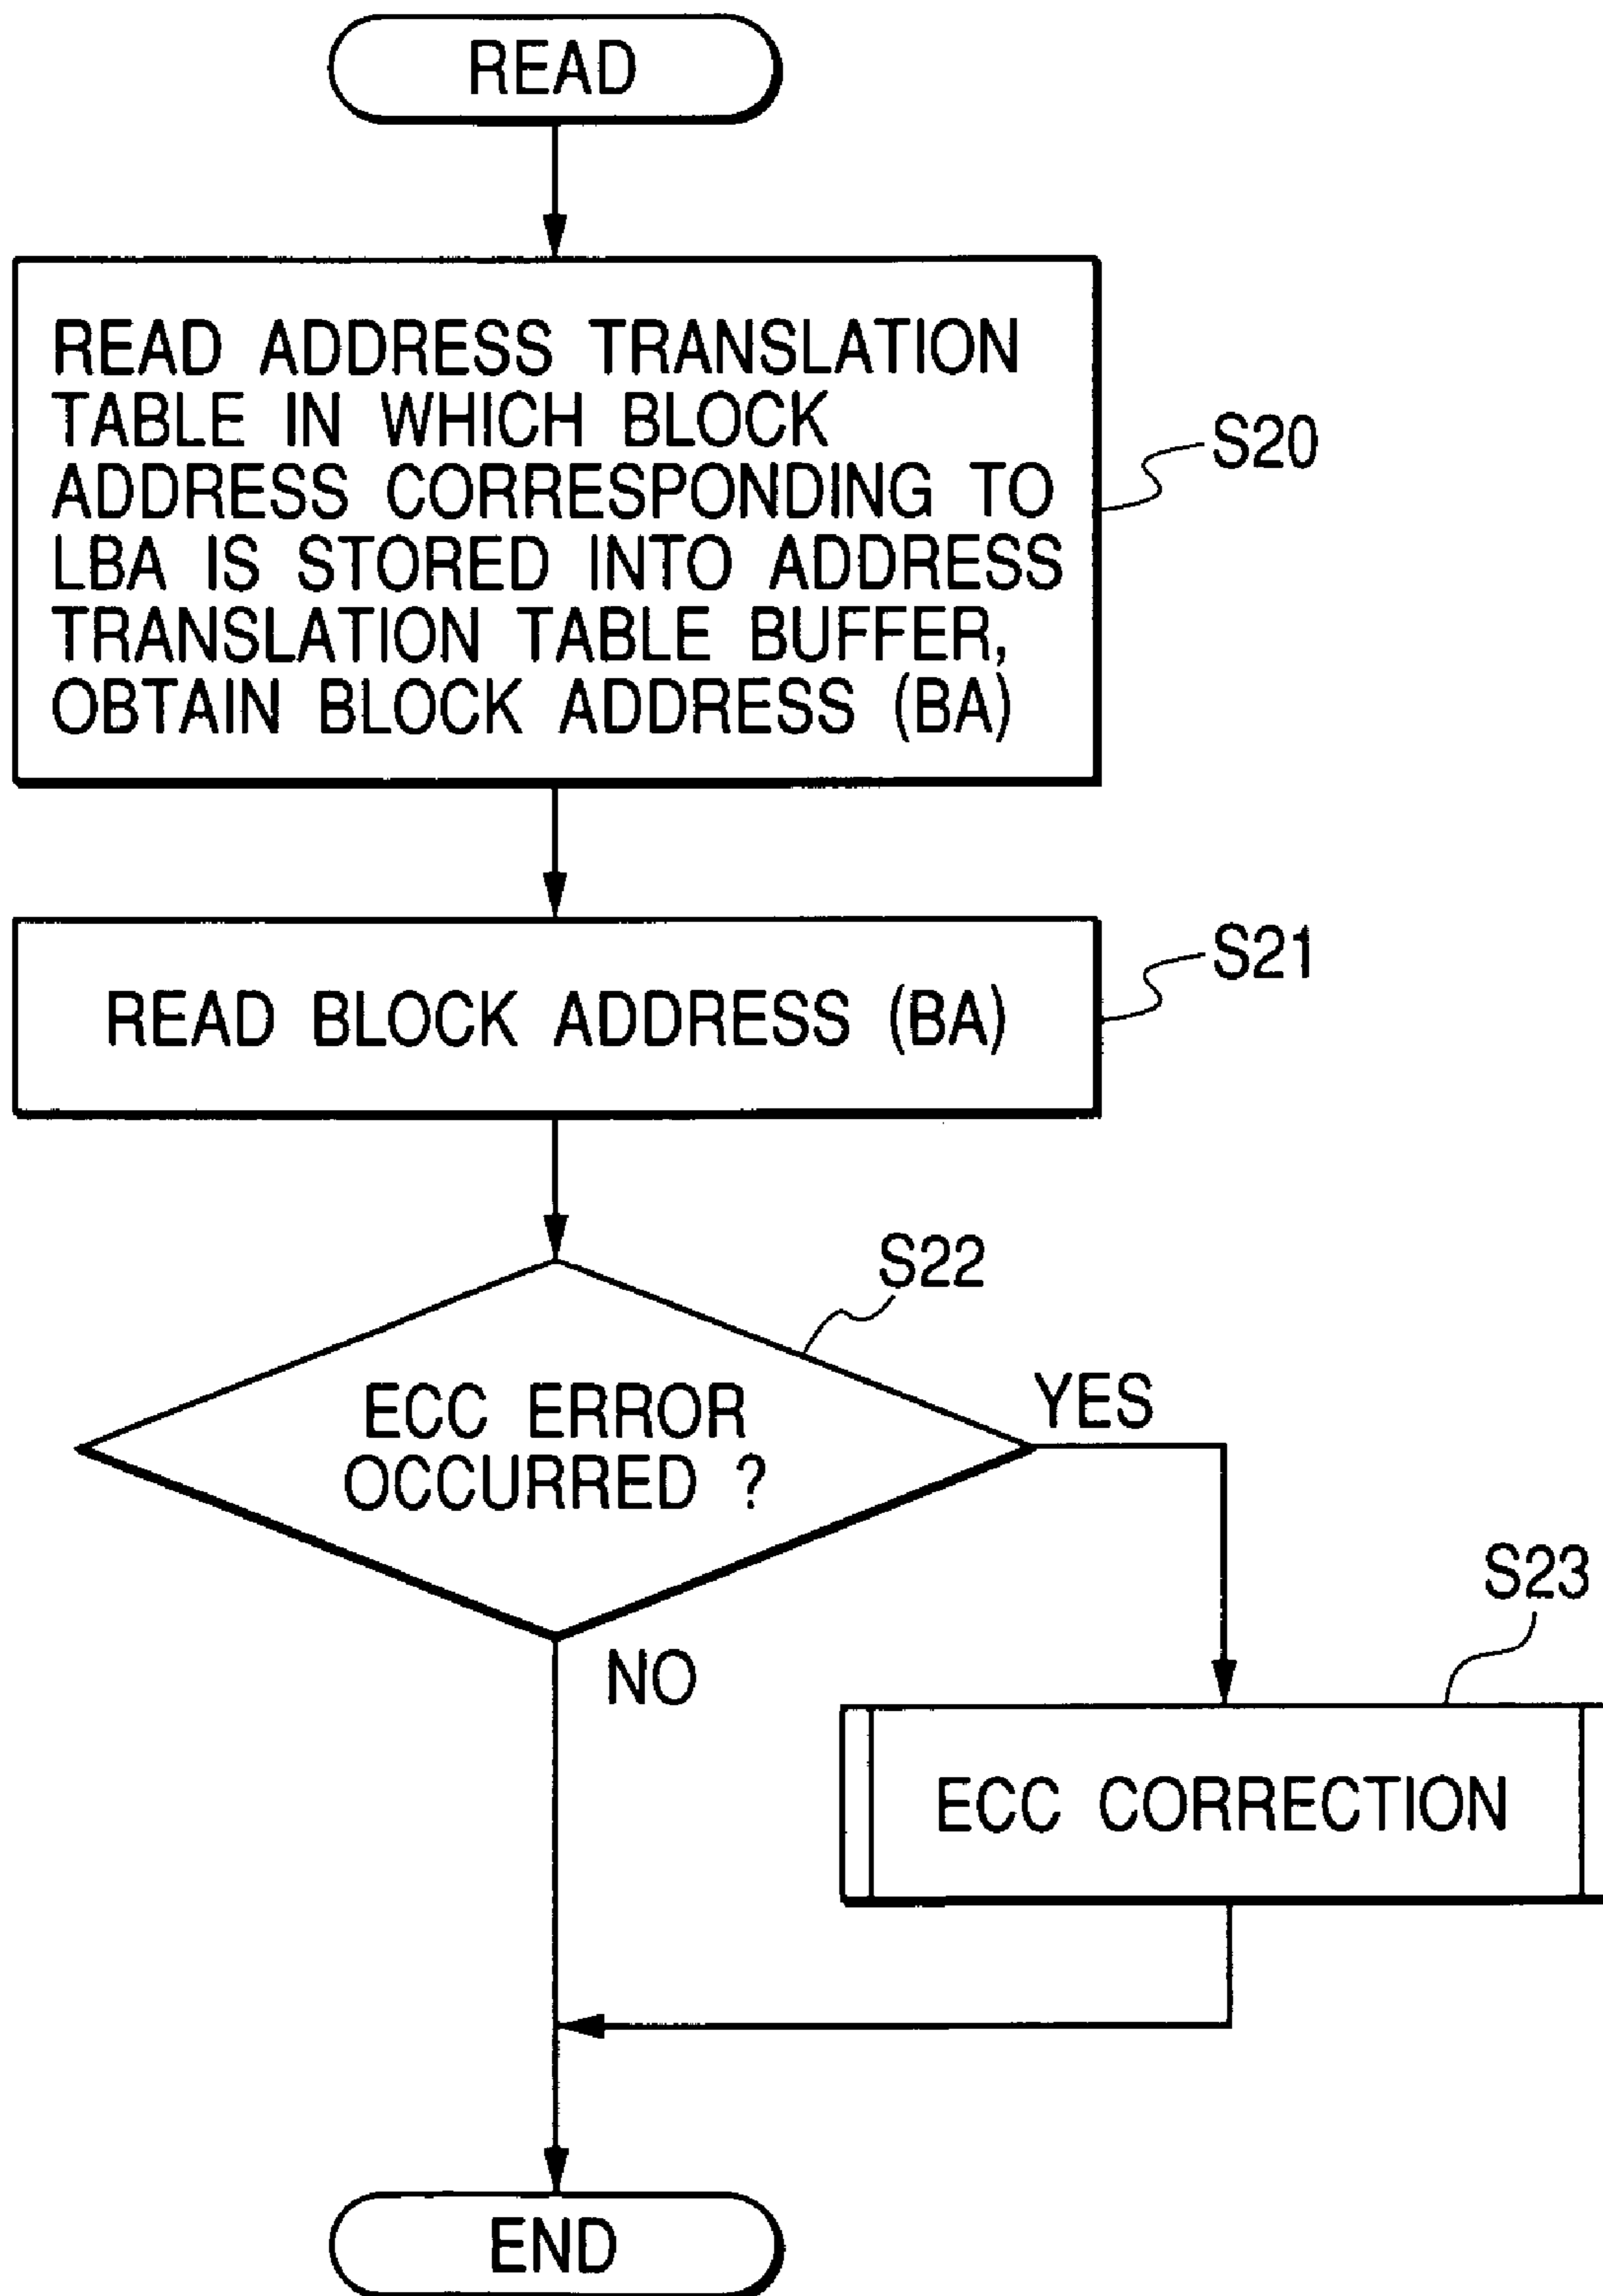 READ
READ ADDRESS TRANSLATION
TABLE IN WHICH BLOCK
ADDRESS CORRESPONDING TO
LBA IS STORED INTO ADDRESS
TRANSLATION TABLE BUFFER,
OBTAIN BLOCK ADDRESS (BA)
S20
READ BLOCK ADDRESS (BA)
S21
S22
ECC ERROR
OCCURRED ?
YES
NO
S23
ECC CORRECTION
END